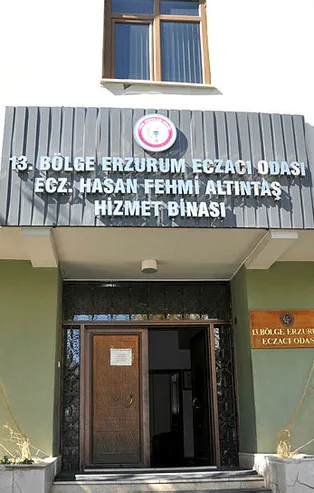 13. BÖLGE ERZURUM ECZACI ODASI
ECZ. HASAN FEHMİ ALTINTAŞ
HİZMET BİNASI
13.BÖLGE ERZURUM
ECZACI ODASI